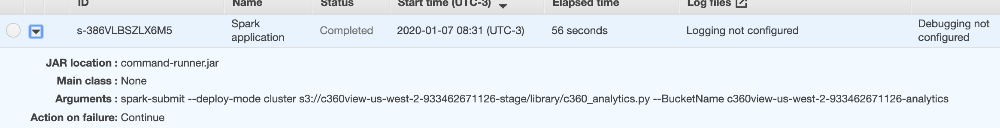 ID Name Status Start time (UTC-3) Elapsed time Log files
s-386VLBSZLX6M5 Spark application Completed 2020-01-07 08:31 (UTC-3) 56 seconds Logging not configured Debugging not configured
JAR location : command-runner.jar
Main class : None
Arguments : spark-submit --deploy-mode cluster s3://c360view-us-west-2-933462671126-stage/library/c360_analytics.py --BucketName c360view-us-west-2-933462671126-analytics
Action on failure: Continue